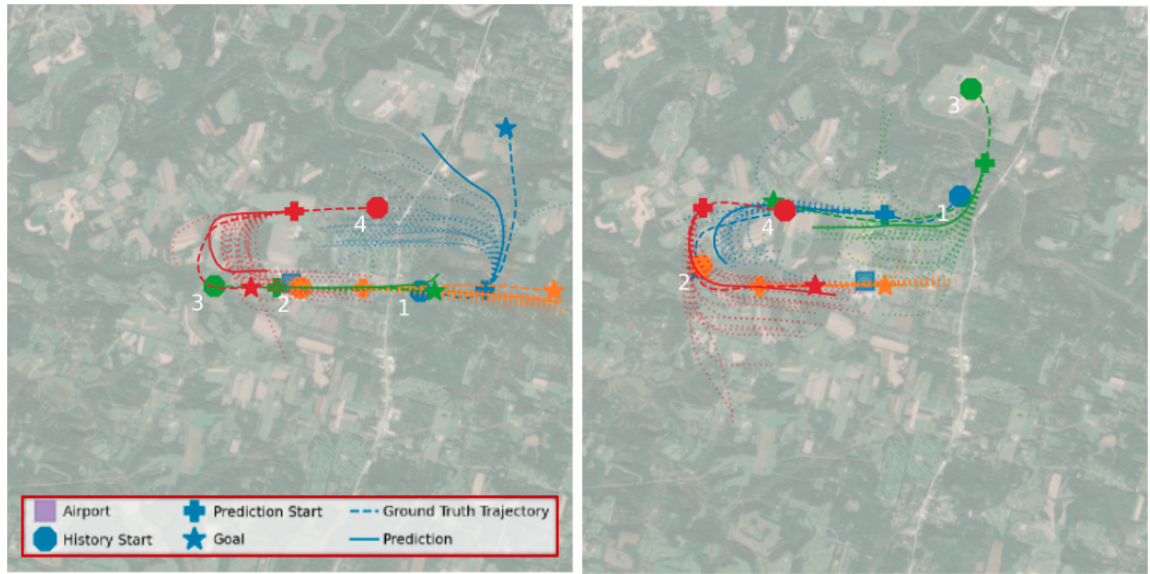 3
4
1
4
2
3
2
1
Airport
Prediction Start
Ground Truth Trajectory
History Start
Goal
Prediction